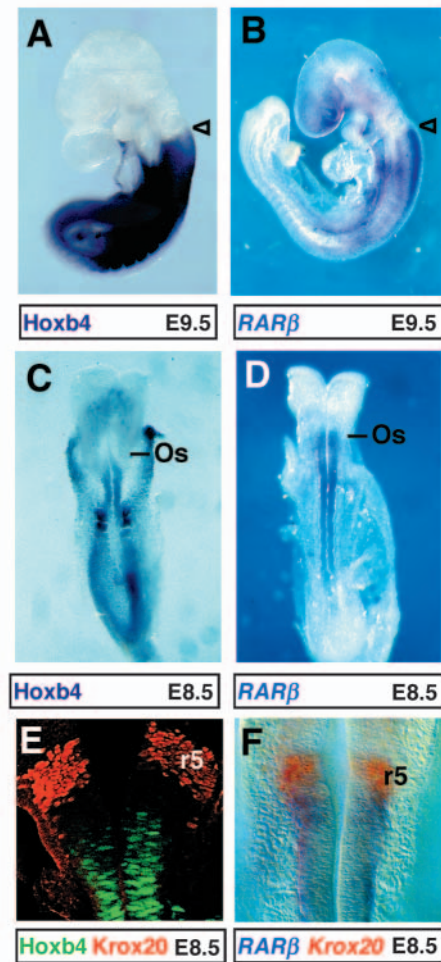 A
B
Hoxb4 E9.5
RARβ E9.5
C
D
Os
Os
Hoxb4 E8.5
RARβ E8.5
E
F
r5
r5
Hoxb4 Krox20 E8.5
RARβ Krox20 E8.5